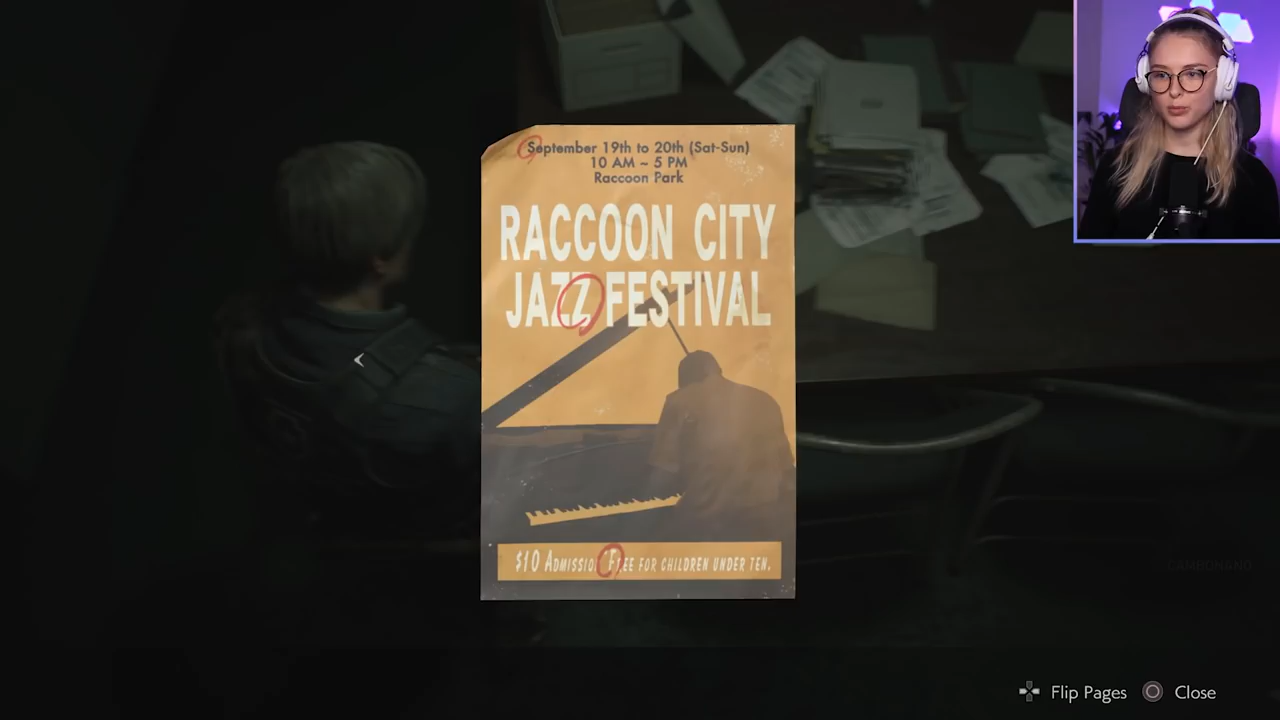 September 19th to 20th (Sat-Sun)
10 AM ~ 5 PM
Raccoon Park
RACCOON CITY
JAZZ FESTIVAL
$10 Admission Free for children under ten.
Flip Pages
Close